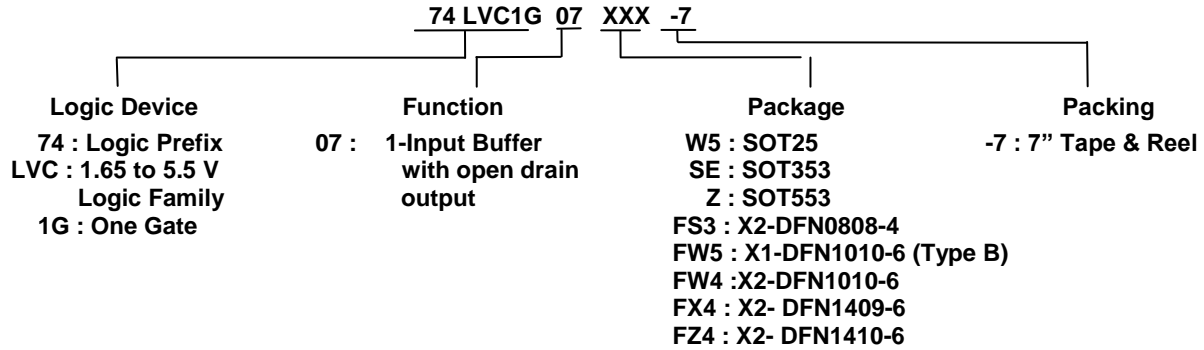 74 LVC1G 07 XXX -7
Logic Device
74 : Logic Prefix
LVC : 1.65 to 5.5 V
Logic Family
1G : One Gate
Function
07 : 1-Input Buffer
with open drain
output
Package
W5 : SOT25
SE : SOT353
Z : SOT553
FS3 : X2-DFN0808-4
FW5 : X1-DFN1010-6 (Type B)
FW4 :X2-DFN1010-6
FX4 : X2- DFN1409-6
FZ4 : X2- DFN1410-6
Packing
-7 : 7” Tape & Reel